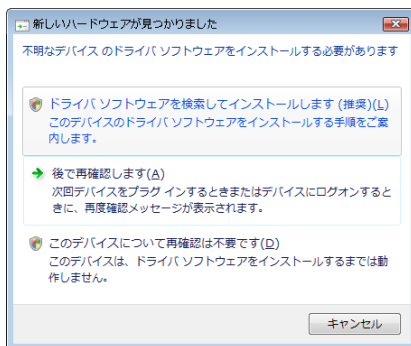 新しいハードウェアが見つかりました
不明なデバイス のドライバ ソフトウェアをインストールする必要があります
ドライバ ソフトウェアを検索してインストールします (推奨)(L)
このデバイスのドライバ ソフトウェアをインストールする手順をご案
内します。
後で再確認します(A)
次回デバイスをプラグ インするときまたはデバイスにログオンすると
きに、再度確認メッセージが表示されます。
このデバイスについて再確認は不要です(D)
このデバイスは、ドライバ ソフトウェアをインストールするまでは動
作しません。
キャンセル